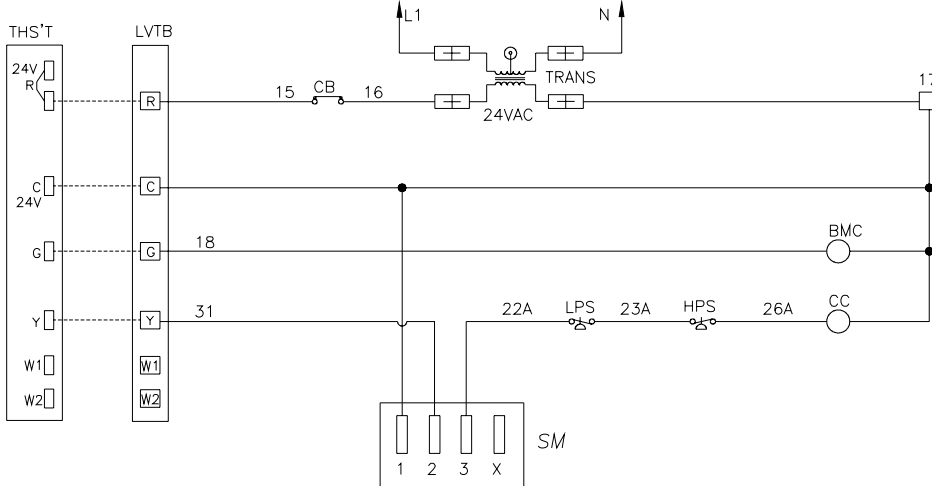 L1
N
THS'T
LVTB
24V
R
TRANS
R
15
CB
16
24VAC
17
C
24V
C
G
G
18
BMC
Y
Y
31
22A
LPS
23A
HPS
26A
CC
W1
W1
W2
W2
SM
1
2
3
X